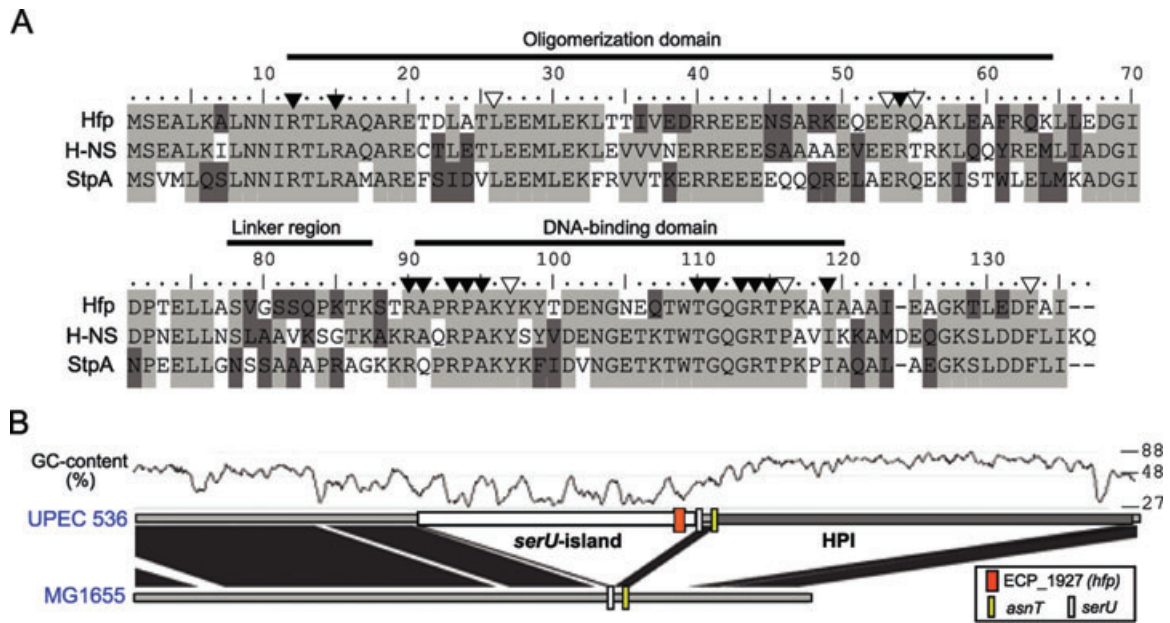 A
Oligomerization domain
10 20 30 40 50 60 70
Hfp MSEALKALNNIRTLRAQARETDLATLEEMLEKLTTIVEDRREEENSARKEQEERQAKLEAFRQKLLEDGI
H-NS MSEALKILNNIRTLRAQARECTLETLEEMLEKLEVVVNERREEESAAAAEVEERTRKLQQYREMLIADGI
StpA MSVMLQSLNNIRTLRAMAREFSIDVLEEMLEKFRVVTKERREEEEQQQRELAERQEKISTWLELMKADGI
Linker region DNA-binding domain
80 90 100 110 120 130
Hfp DPTELLASVGSSQPKTKSTRAPRPAKYKYTDENGNEQTWTGQGRTPKAIAAAI-EAGKTLEDFAI--
H-NS DPNELLNSLAAVKSGTKAKRAQRPAKYSYVDENGETKTWTGQGRTPAVIKKAMDEQGKSLDDFLIKQ
StpA NPEELLGNSSAAAPRAGKKRQPRPAKYKFIDVNGETKTWTGQGRTPKPIAQAL-AEGKSLDDFLI--
B
GC-content
(%)
88
48
27
UPEC 536
serU-island HPI
MG1655
ECP_1927 (hfp)
asnT serU